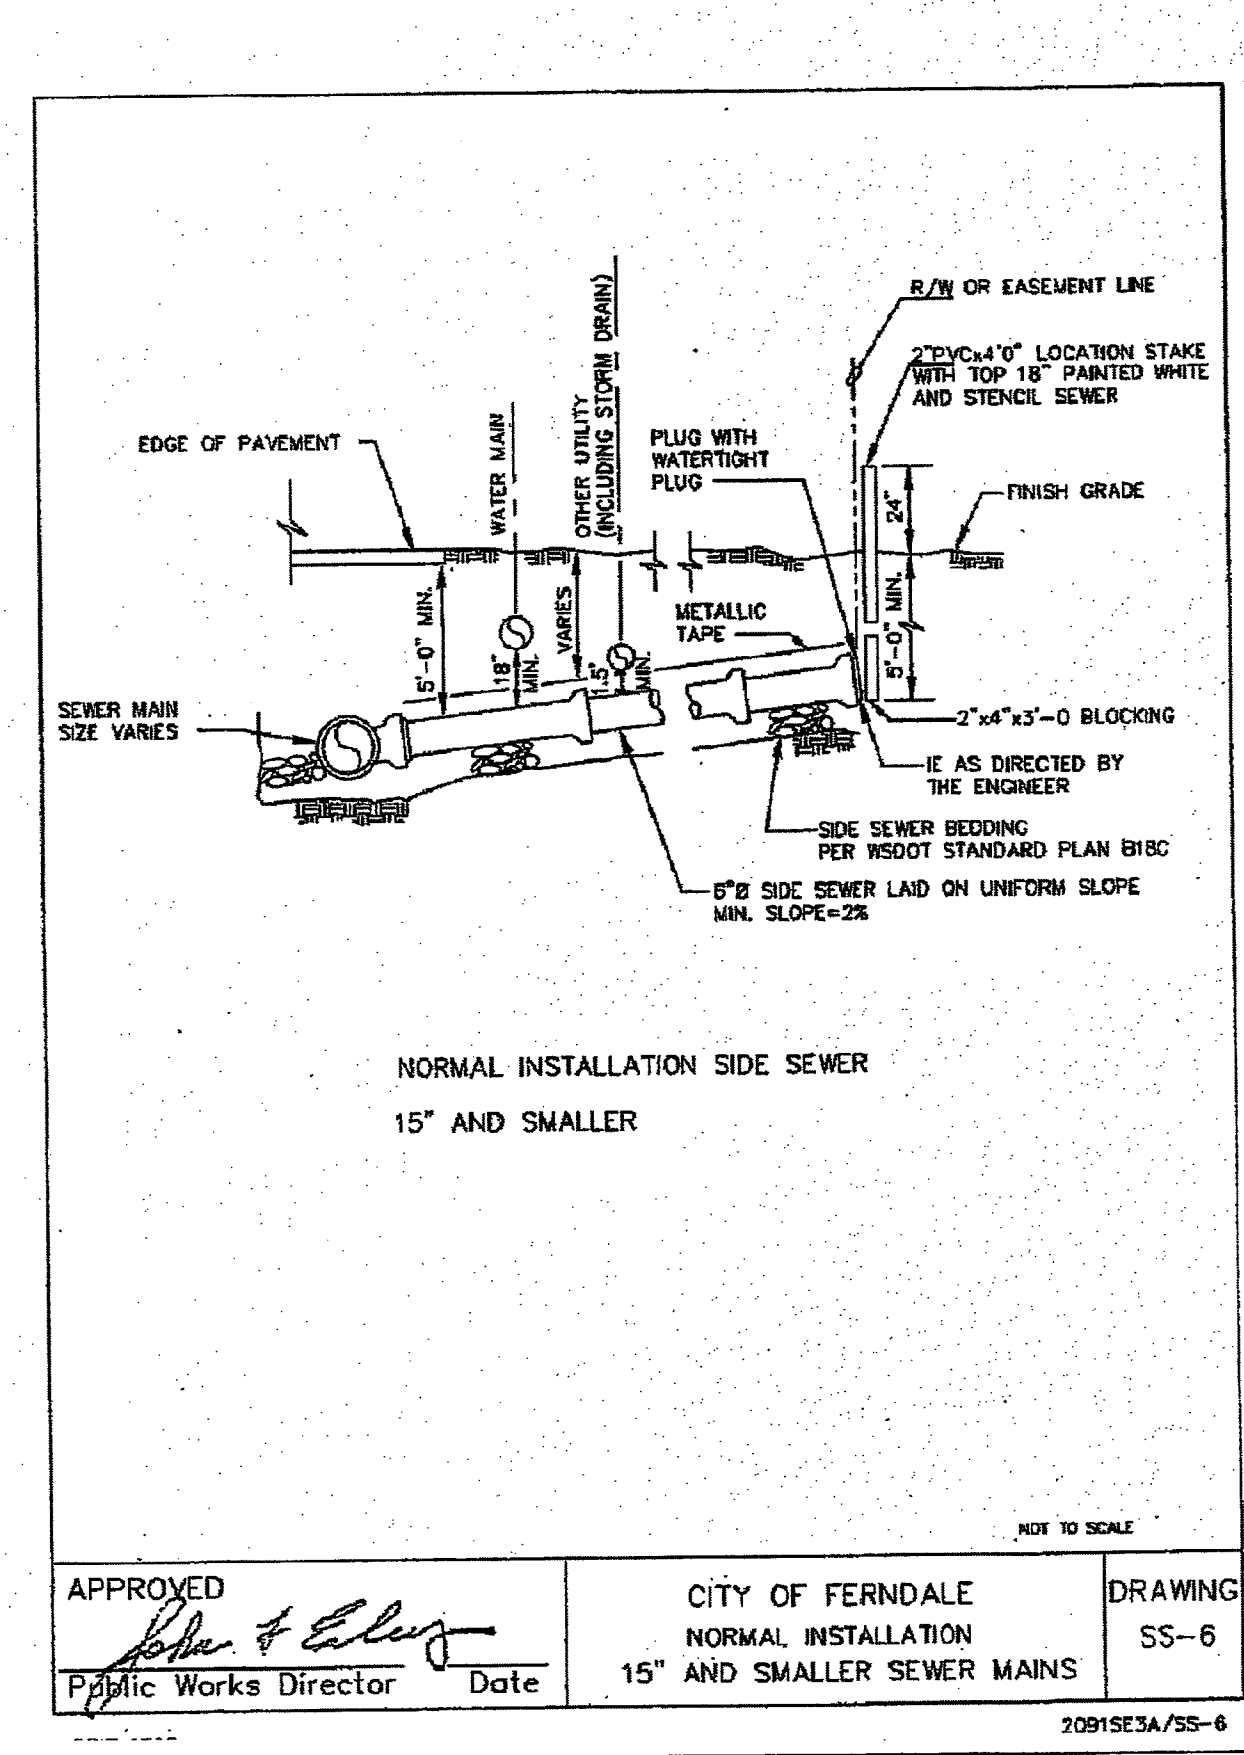 R/W OR EASEMENT LINE
2"PVCx4'0" LOCATION STAKE
WITH TOP 18" PAINTED WHITE
AND STENCIL SEWER
EDGE OF PAVEMENT
WATER MAIN
OTHER UTILITY
(INCLUDING STORM DRAIN)
PLUG WITH
WATERTIGHT
PLUG
24"
FINISH GRADE
5'-0" MIN.
18"
MIN.
VARIES
1.5"
MIN.
METALLIC
TAPE
5'-0" MIN.
SEWER MAIN
SIZE VARIES
2"x4"x3'-0 BLOCKING
IE AS DIRECTED BY
THE ENGINEER
SIDE SEWER BEDDING
PER WSDOT STANDARD PLAN B18C
6"Ø SIDE SEWER LAID ON UNIFORM SLOPE
MIN. SLOPE=2%
NORMAL INSTALLATION SIDE SEWER
15" AND SMALLER
NOT TO SCALE
APPROVED
Public Works Director Date
CITY OF FERNDALE
NORMAL INSTALLATION
15" AND SMALLER SEWER MAINS
DRAWING
SS-6
2091SE3A/SS-6